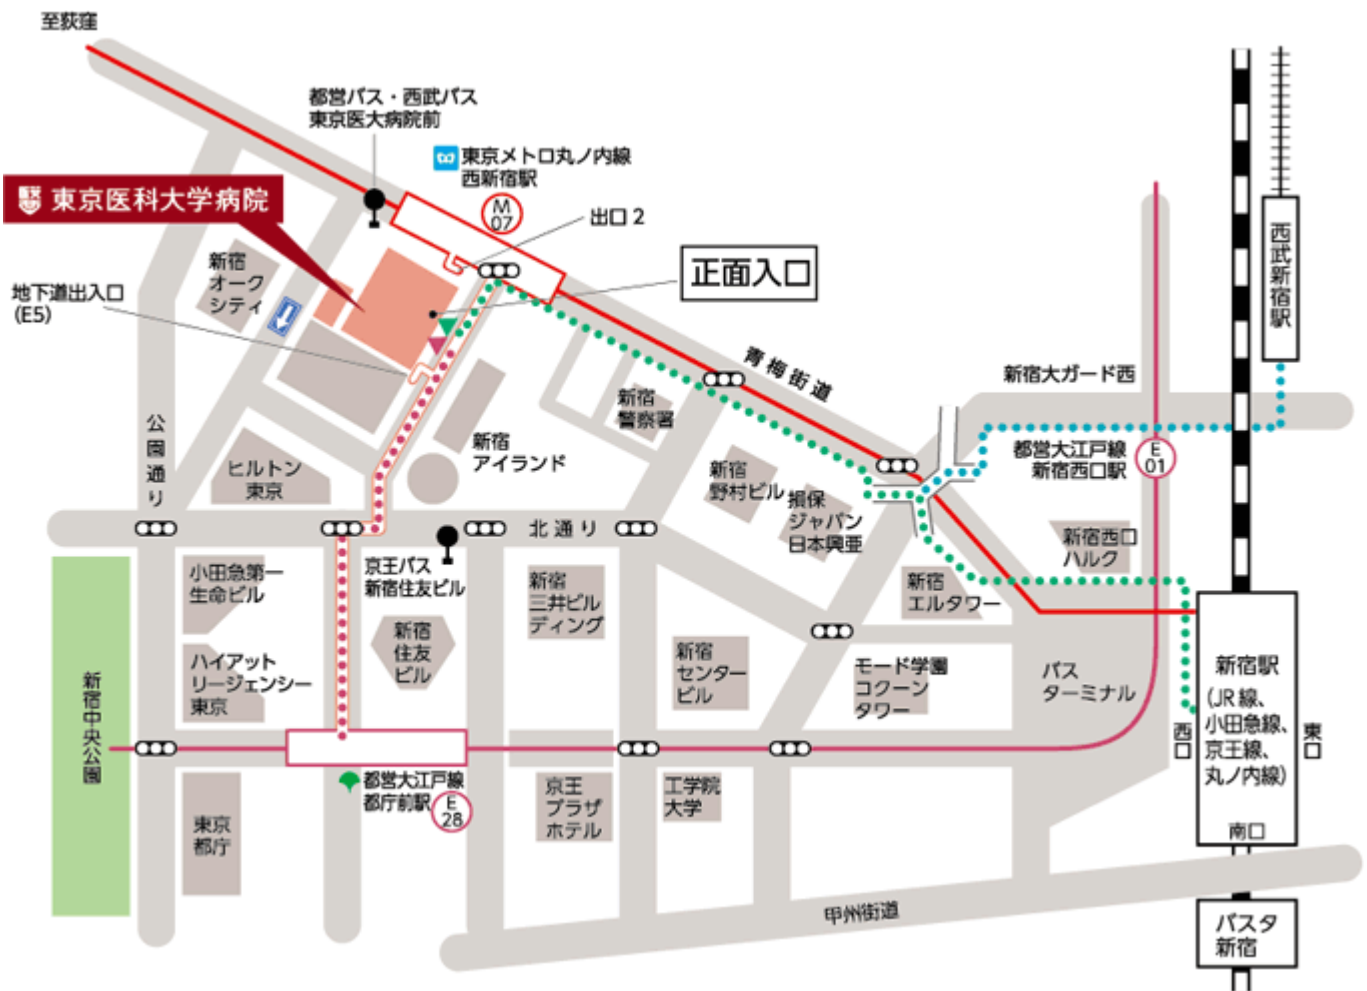 至荻窪
都営バス・西武バス
東京医大病院前
東京メトロ丸ノ内線
西新宿駅
M
07
出口 2
東京医科大学病院
正面入口
新宿
オーク
シティ
地下道出入口
(E5)
西武新宿駅
青梅街道
新宿大ガード西
新宿
警察署
公園通り
新宿
アイランド
都営大江戸線
新宿西口駅
E
01
ヒルトン
東京
新宿
野村ビル
損保
ジャパン
日本興亜
北通り
新宿西口
ハルク
京王バス
新宿住友ビル
小田急第一
生命ビル
新宿
三井ビル
ディング
新宿
エルタワー
新宿
住友
ビル
ハイアット
リージェンシー
東京
新宿
センター
ビル
モード学園
コクーン
タワー
バス
ターミナル
新宿駅
(JR線、
小田急線、
京王線、
丸ノ内線)
西口
東口
南口
新宿中央公園
都営大江戸線
都庁前駅
E
28
京王
プラザ
ホテル
工学院
大学
東京
都庁
甲州街道
バスタ
新宿